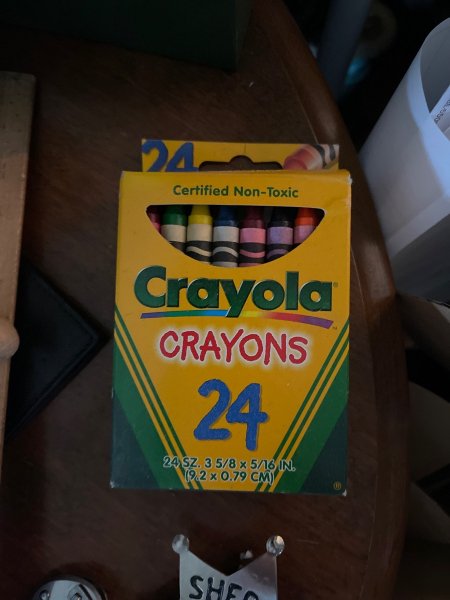 24
Certified Non-Toxic
Crayola
CRAYONS
24
24 SZ. 3 5/8 x 5/16 IN.
(9.2 x 0.79 CM)